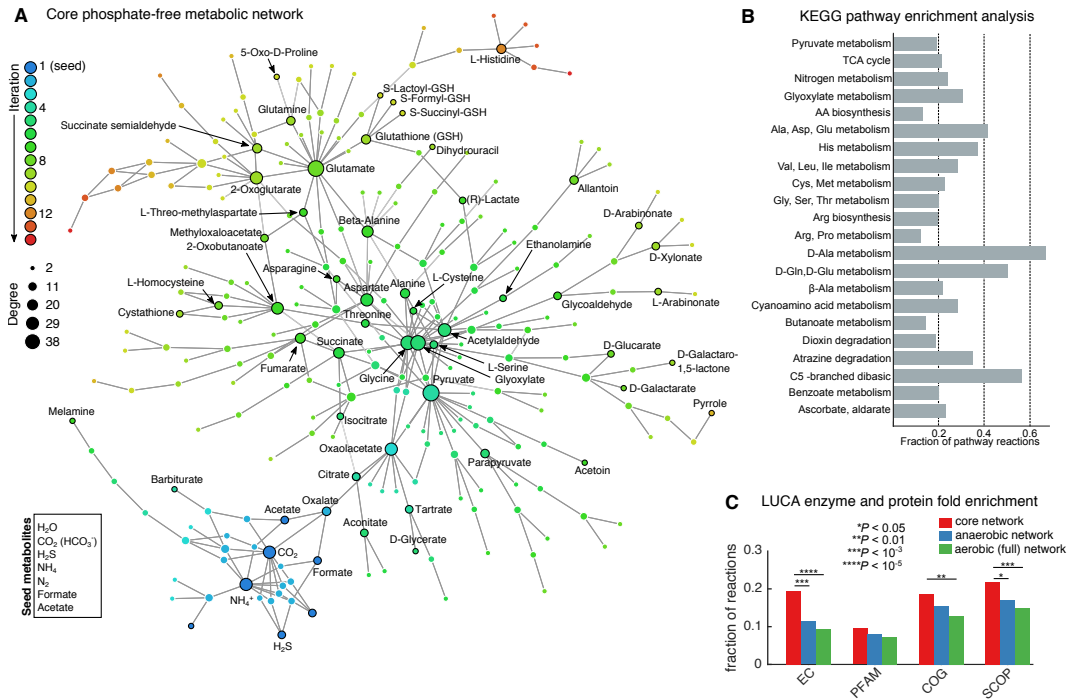 A Core phosphate-free metabolic network
Iteration
1 (seed)
4
8
12
Degree
2
11
20
29
38
5-Oxo-D-Proline
L-Histidine
S-Lactoyl-GSH
S-Formyl-GSH
S-Succinyl-GSH
Glutamine
Succinate semialdehyde
Glutathione (GSH)
Dihydrouracil
Glutamate
2-Oxoglutarate
Allantoin
(R)-Lactate
L-Threo-methylaspartate
Beta-Alanine
D-Arabinonate
Methyloxaloacetate
2-Oxobutanoate
Ethanolamine
D-Xylonate
Asparagine
L-Cysteine
L-Homocysteine
Aspartate
Alanine
Glycoaldehyde
L-Arabinonate
Cystathione
Threonine
Acetylaldehyde
Succinate
D-Glucarate
L-Serine
D-Galactaro-
1,5-lactone
Fumarate
Glycine
Glyoxylate
Pyruvate
D-Galactarate
Pyrrole
Melamine
Isocitrate
Oxaolacetate
Parapyruvate
Acetoin
Citrate
Barbiturate
Oxalate
Acetate
Tartrate
Aconitate
D-Glycerate
CO2
Formate
NH4+
H2S
Seed metabolites
H2O
CO2 (HCO3-)
H2S
NH4
N2
Formate
Acetate
B KEGG pathway enrichment analysis
Pyruvate metabolism
TCA cycle
Nitrogen metabolism
Glyoxylate metabolism
AA biosynthesis
Ala, Asp, Glu metabolism
His metabolism
Val, Leu, Ile metabolism
Cys, Met metabolism
Gly, Ser, Thr metabolism
Arg biosynthesis
Arg, Pro metabolism
D-Ala metabolism
D-Gln,D-Glu metabolism
β-Ala metabolism
Cyanoamino acid metabolism
Butanoate metabolism
Dioxin degradation
Atrazine degradation
C5 -branched dibasic
Benzoate metabolism
Ascorbate, aldarate
0.2 0.4 0.6
Fraction of pathway reactions
C LUCA enzyme and protein fold enrichment
*P < 0.05
**P < 0.01
***P < 10-3
****P < 10-5
core network
anaerobic network
aerobic (full) network
fraction of reactions
0.3
0.2
0.1
0
****
***
**
***
*
EC PFAM COG SCOP